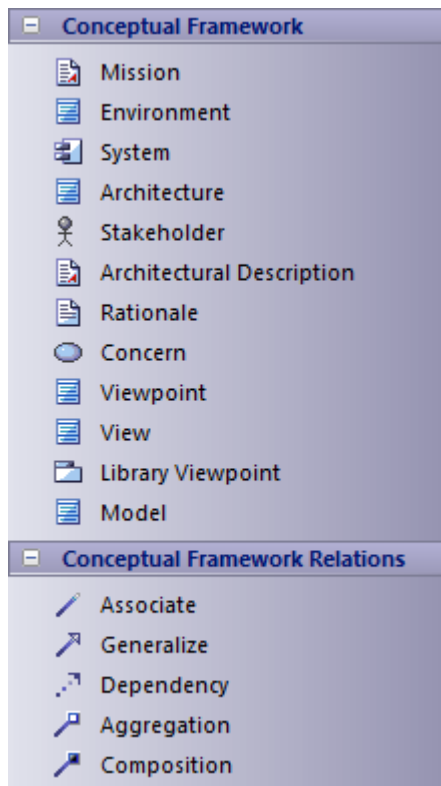 Conceptual Framework
Mission
Environment
System
Architecture
Stakeholder
Architectural Description
Rationale
Concern
Viewpoint
View
Library Viewpoint
Model
Conceptual Framework Relations
Associate
Generalize
Dependency
Aggregation
Composition